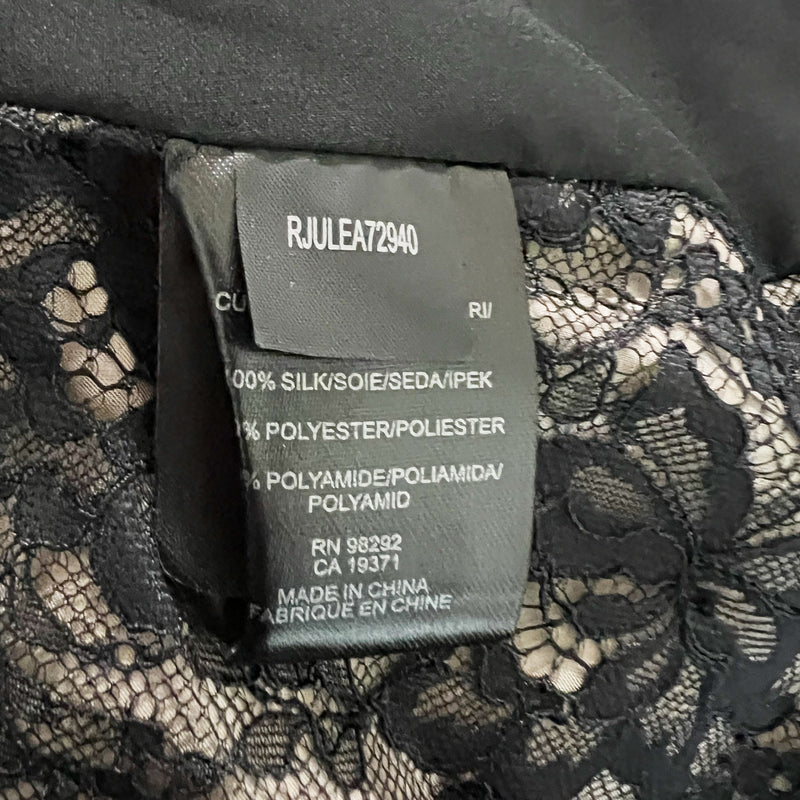 RJULEA72940
CU RI/
00% SILK/SOIE/SEDA/IPEK
% POLYESTER/POLIESTER
% POLYAMIDE/POLIAMIDA/
POLYAMID
RN 98292
CA 19371
MADE IN CHINA
FABRIQUE EN CHINE